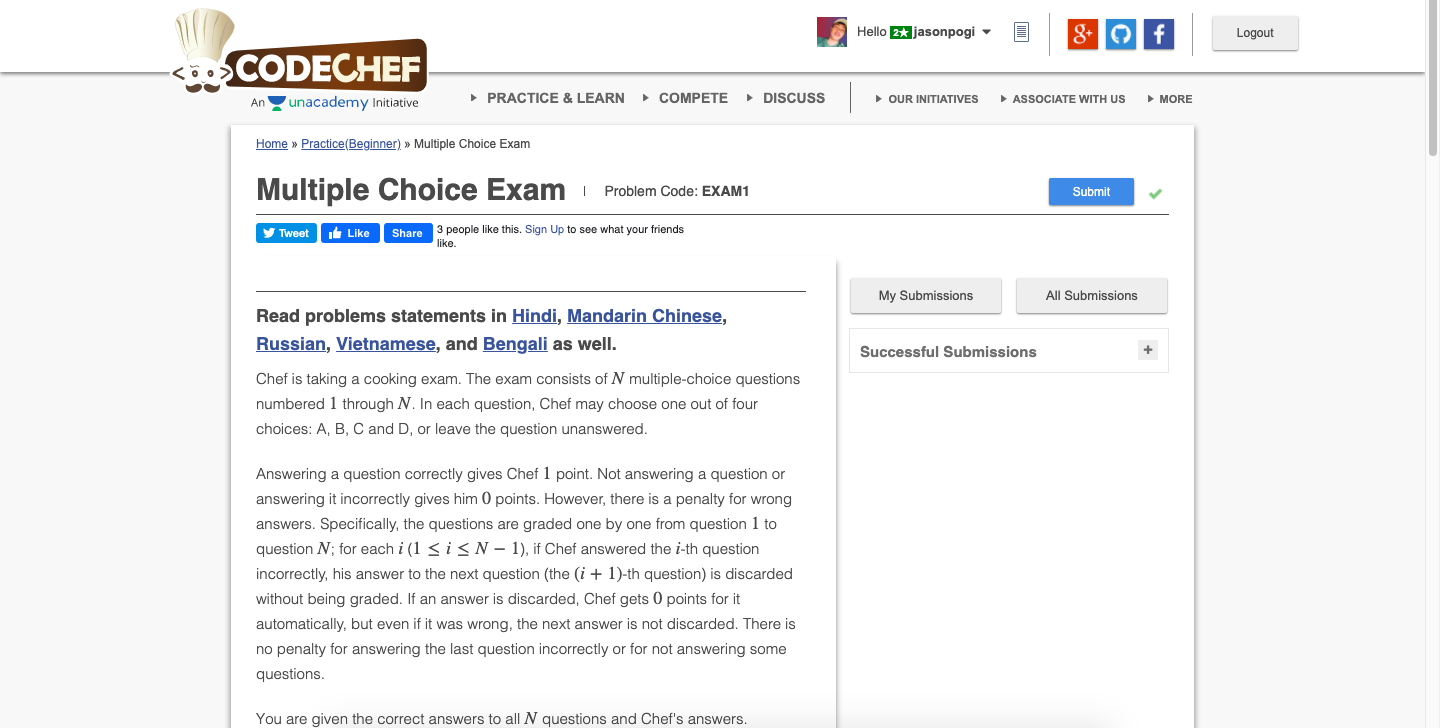 Hello 2★ jasonpogi
Logout
CODECHEF
An unacademy Initiative
PRACTICE & LEARN
COMPETE
DISCUSS
OUR INITIATIVES
ASSOCIATE WITH US
MORE
Home » Practice(Beginner) » Multiple Choice Exam
Multiple Choice Exam
Problem Code: EXAM1
Submit
Tweet
Like
Share
3 people like this. Sign Up to see what your friends
like.
My Submissions
All Submissions
Successful Submissions
+
Read problems statements in Hindi, Mandarin Chinese,
Russian, Vietnamese, and Bengali as well.
Chef is taking a cooking exam. The exam consists of N multiple-choice questions
numbered 1 through N. In each question, Chef may choose one out of four
choices: A, B, C and D, or leave the question unanswered.
Answering a question correctly gives Chef 1 point. Not answering a question or
answering it incorrectly gives him 0 points. However, there is a penalty for wrong
answers. Specifically, the questions are graded one by one from question 1 to
question N; for each i (1 ≤ i ≤ N − 1), if Chef answered the i-th question
incorrectly, his answer to the next question (the (i + 1)-th question) is discarded
without being graded. If an answer is discarded, Chef gets 0 points for it
automatically, but even if it was wrong, the next answer is not discarded. There is
no penalty for answering the last question incorrectly or for not answering some
questions.
You are given the correct answers to all N questions and Chef's answers.